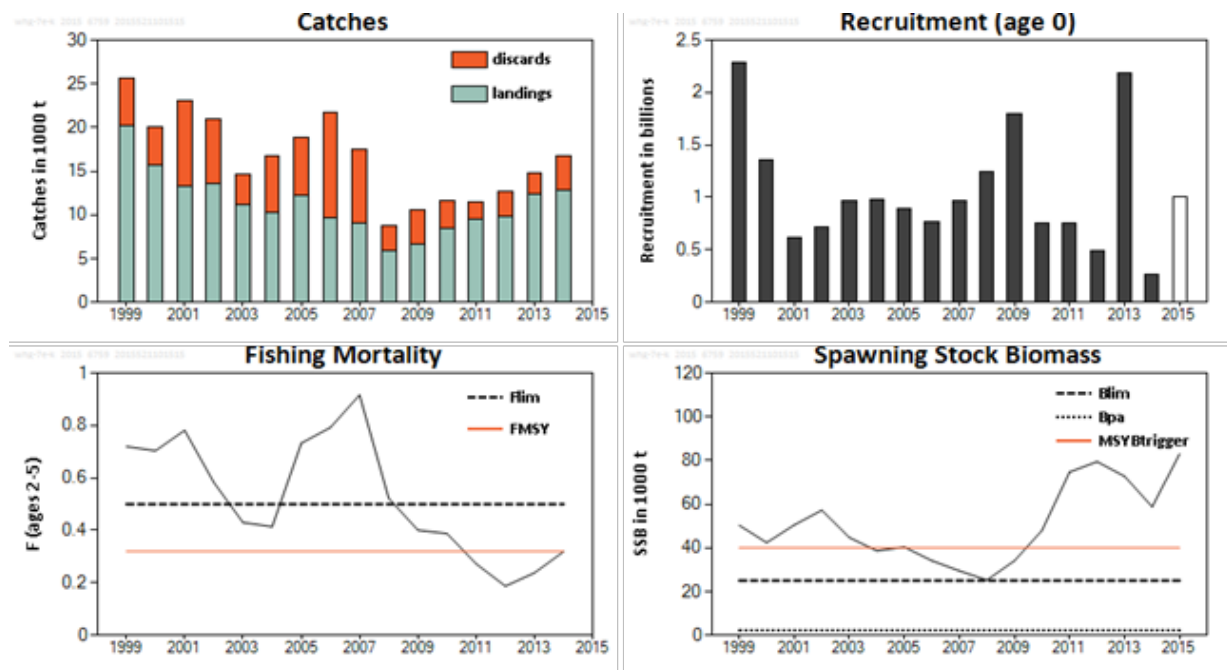 Catches
30
25
20
15
10
5
0
Catches in 1000 t
discards
landings
1999 2001 2003 2005 2007 2009 2011 2013 2015
Recruitment (age 0)
2.5
2
1.5
1
0.5
0
Recruitment in billions
1999 2001 2003 2005 2007 2009 2011 2013 2015
Fishing Mortality
1
0.8
0.6
0.4
0.2
0
F (ages 2-5)
Flim
FMSY
1999 2001 2003 2005 2007 2009 2011 2013 2015
Spawning Stock Biomass
120
100
80
60
40
20
0
SSB in 1000 t
Blim
Bpa
MSYBtrigger
1999 2001 2003 2005 2007 2009 2011 2013 2015